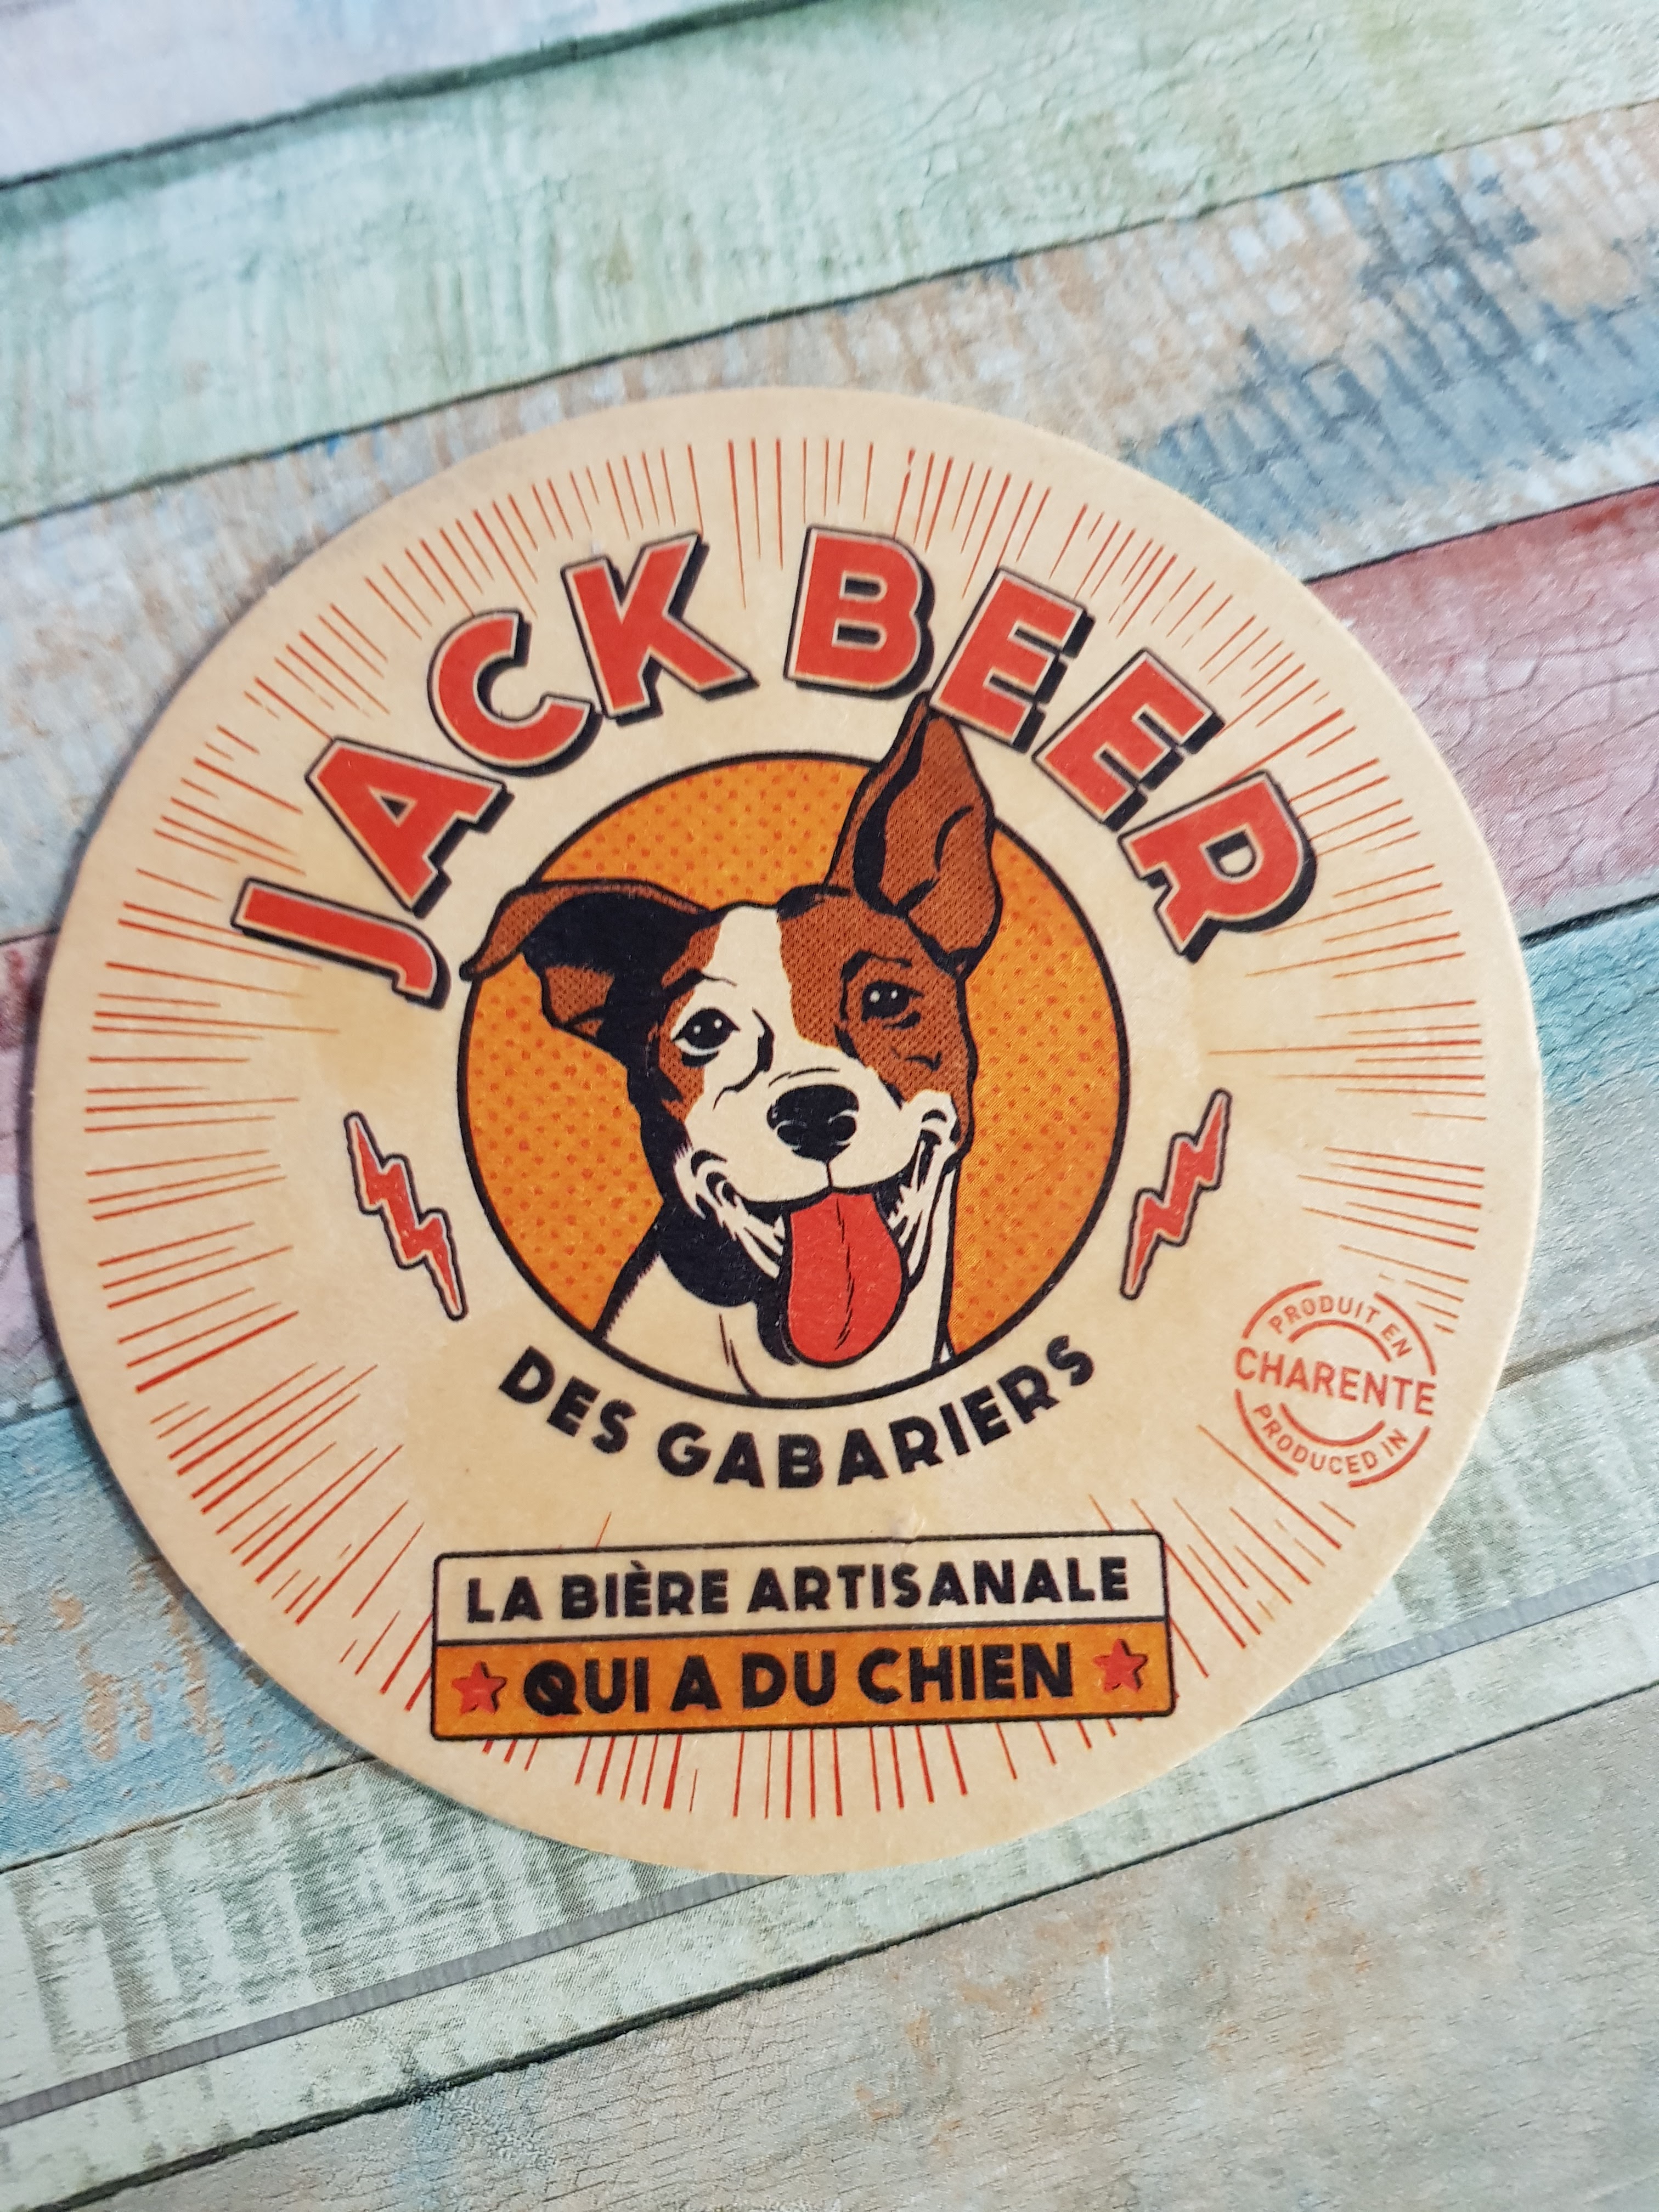 JACK BEER
DES GABARIERS
PRODUIT EN
CHARENTE
PRODUCED IN
LA BIÈRE ARTISANALE
QUI A DU CHIEN